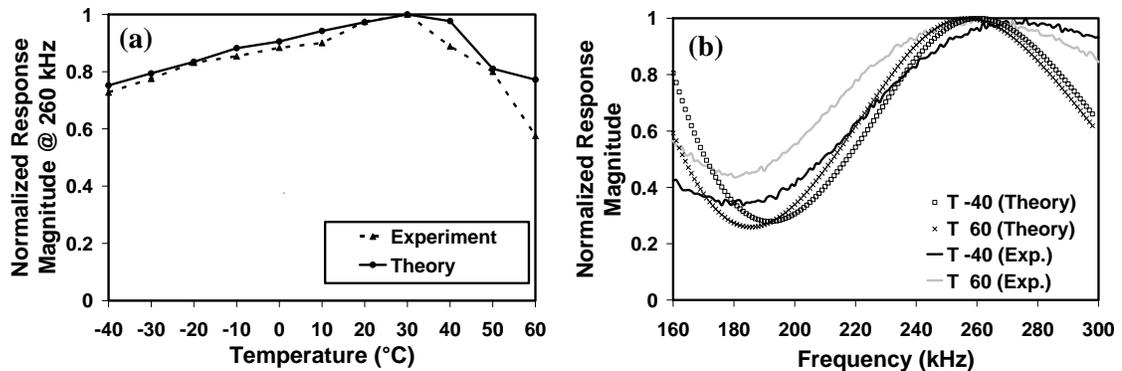 (a)
Normalized Response
Magnitude @ 260 kHz
1
0.8
0.6
0.4
0.2
0
-40 -30 -20 -10 0 10 20 30 40 50 60
Temperature (°C)
Experiment
Theory
(b)
Normalized Response
Magnitude
1
0.8
0.6
0.4
0.2
0
160 180 200 220 240 260 280 300
Frequency (kHz)
T -40 (Theory)
T 60 (Theory)
T -40 (Exp.)
T 60 (Exp.)